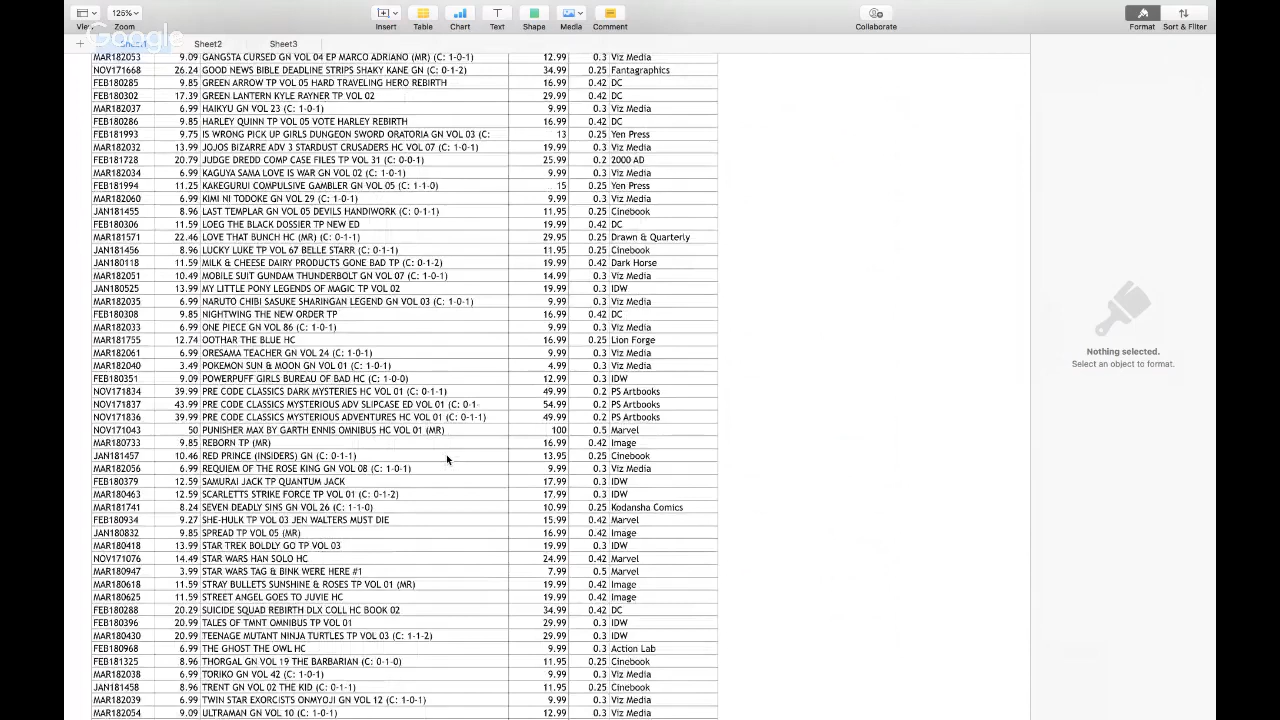 View
125%
Zoom
Insert
Table
Chart
Text
Shape
Media
Comment
Collaborate
Format
Sort & Filter
Google
Sheet1
Sheet2
Sheet3
MAR182053 9.09 GANGSTA CURSED GN VOL 04 EP MARCO ADRIANO (MR) (C: 1-0-1) 12.99 0.3 Viz Media
NOV171668 26.24 GOOD NEWS BIBLE DEADLINE STRIPS SHAKY KANE GN (C: 0-1-2) 34.99 0.25 Fantagraphics
FEB180285 9.85 GREEN ARROW TP VOL 05 HARD TRAVELING HERO REBIRTH 16.99 0.42 DC
FEB180302 17.39 GREEN LANTERN KYLE RAYNER TP VOL 02 29.99 0.42 DC
MAR182037 6.99 HAIKYU GN VOL 23 (C: 1-0-1) 9.99 0.3 Viz Media
FEB180286 9.85 HARLEY QUINN TP VOL 05 VOTE HARLEY REBIRTH 16.99 0.42 DC
FEB181993 9.75 IS WRONG PICK UP GIRLS DUNGEON SWORD ORATORIA GN VOL 03 (C: 13 0.25 Yen Press
MAR182032 13.99 JOJOS BIZARRE ADV 3 STARDUST CRUSADERS HC VOL 07 (C: 1-0-1) 19.99 0.3 Viz Media
FEB181728 20.79 JUDGE DREDD COMP CASE FILES TP VOL 31 (C: 0-0-1) 25.99 0.2 2000 AD
MAR182034 6.99 KAGUYA SAMA LOVE IS WAR GN VOL 02 (C: 1-0-1) 9.99 0.3 Viz Media
FEB181994 11.25 KAKEGURUI COMPULSIVE GAMBLER GN VOL 05 (C: 1-1-0) 15 0.25 Yen Press
MAR182060 6.99 KIMI NI TODOKE GN VOL 29 (C: 1-0-1) 9.99 0.3 Viz Media
JAN181455 8.96 LAST TEMPLAR GN VOL 05 DEVILS HANDIWORK (C: 0-1-1) 11.95 0.25 Cinebook
FEB180306 11.59 LOEG THE BLACK DOSSIER TP NEW ED 19.99 0.42 DC
MAR181571 22.46 LOVE THAT BUNCH HC (MR) (C: 0-1-1) 29.95 0.25 Drawn & Quarterly
JAN181456 8.96 LUCKY LUKE TP VOL 67 BELLE STARR (C: 0-1-1) 11.95 0.25 Cinebook
JAN180118 11.59 MILK & CHEESE DAIRY PRODUCTS GONE BAD TP (C: 0-1-2) 19.99 0.42 Dark Horse
MAR182051 10.49 MOBILE SUIT GUNDAM THUNDERBOLT GN VOL 07 (C: 1-0-1) 14.99 0.3 Viz Media
JAN180525 13.99 MY LITTLE PONY LEGENDS OF MAGIC TP VOL 02 19.99 0.3 IDW
MAR182035 6.99 NARUTO CHIBI SASUKE SHARINGAN LEGEND GN VOL 03 (C: 1-0-1) 9.99 0.3 Viz Media
FEB180308 9.85 NIGHTWING THE NEW ORDER TP 16.99 0.42 DC
MAR182033 6.99 ONE PIECE GN VOL 86 (C: 1-0-1) 9.99 0.3 Viz Media
MAR181755 12.74 OOTHAR THE BLUE HC 16.99 0.25 Lion Forge
MAR182061 6.99 ORESAMA TEACHER GN VOL 24 (C: 1-0-1) 9.99 0.3 Viz Media
MAR182040 3.49 POKEMON SUN & MOON GN VOL 01 (C: 1-0-1) 4.99 0.3 Viz Media
FEB180351 9.09 POWERPUFF GIRLS BUREAU OF BAD HC (C: 1-0-0) 12.99 0.3 IDW
NOV171834 39.99 PRE CODE CLASSICS DARK MYSTERIES HC VOL 01 (C: 0-1-1) 49.99 0.2 PS Artbooks
NOV171837 43.99 PRE CODE CLASSICS MYSTERIOUS ADV SLIPCASE ED VOL 01 (C: 0-1- 54.99 0.2 PS Artbooks
NOV171836 39.99 PRE CODE CLASSICS MYSTERIOUS ADVENTURES HC VOL 01 (C: 0-1-1) 49.99 0.2 PS Artbooks
NOV171043 50 PUNISHER MAX BY GARTH ENNIS OMNIBUS HC VOL 01 (MR) 100 0.5 Marvel
MAR180733 9.85 REBORN TP (MR) 16.99 0.42 Image
JAN181457 10.46 RED PRINCE (INSIDERS) GN (C: 0-1-1) 13.95 0.25 Cinebook
MAR182056 6.99 REQUIEM OF THE ROSE KING GN VOL 08 (C: 1-0-1) 9.99 0.3 Viz Media
FEB180379 12.59 SAMURAI JACK TP QUANTUM JACK 17.99 0.3 IDW
MAR180463 12.59 SCARLETTS STRIKE FORCE TP VOL 01 (C: 0-1-2) 17.99 0.3 IDW
MAR181741 8.24 SEVEN DEADLY SINS GN VOL 26 (C: 1-1-0) 10.99 0.25 Kodansha Comics
FEB180934 9.27 SHE-HULK TP VOL 03 JEN WALTERS MUST DIE 15.99 0.42 Marvel
JAN180832 9.85 SPREAD TP VOL 05 (MR) 16.99 0.42 Image
MAR180418 13.99 STAR TREK BOLDLY GO TP VOL 03 19.99 0.3 IDW
NOV171076 14.49 STAR WARS HAN SOLO HC 24.99 0.42 Marvel
MAR180947 3.99 STAR WARS TAG & BINK WERE HERE #1 7.99 0.5 Marvel
MAR180618 11.59 STRAY BULLETS SUNSHINE & ROSES TP VOL 01 (MR) 19.99 0.42 Image
MAR180625 11.59 STREET ANGEL GOES TO JUVIE HC 19.99 0.42 Image
FEB180288 20.29 SUICIDE SQUAD REBIRTH DLX COLL HC BOOK 02 34.99 0.42 DC
FEB180396 20.99 TALES OF TMNT OMNIBUS TP VOL 01 29.99 0.3 IDW
MAR180430 20.99 TEENAGE MUTANT NINJA TURTLES TP VOL 03 (C: 1-1-2) 29.99 0.3 IDW
FEB180968 6.99 THE GHOST THE OWL HC 9.99 0.3 Action Lab
FEB181325 8.96 THORGAL GN VOL 19 THE BARBARIAN (C: 0-1-0) 11.95 0.25 Cinebook
MAR182038 6.99 TORIKO GN VOL 42 (C: 1-0-1) 9.99 0.3 Viz Media
JAN181458 8.96 TRENT GN VOL 02 THE KID (C: 0-1-1) 11.95 0.25 Cinebook
MAR182039 6.99 TWIN STAR EXORCISTS ONMYOJI GN VOL 12 (C: 1-0-1) 9.99 0.3 Viz Media
MAR182054 9.09 ULTRAMAN GN VOL 10 (C: 1-0-1) 12.99 0.3 Viz Media
Nothing selected.
Select an object to format.